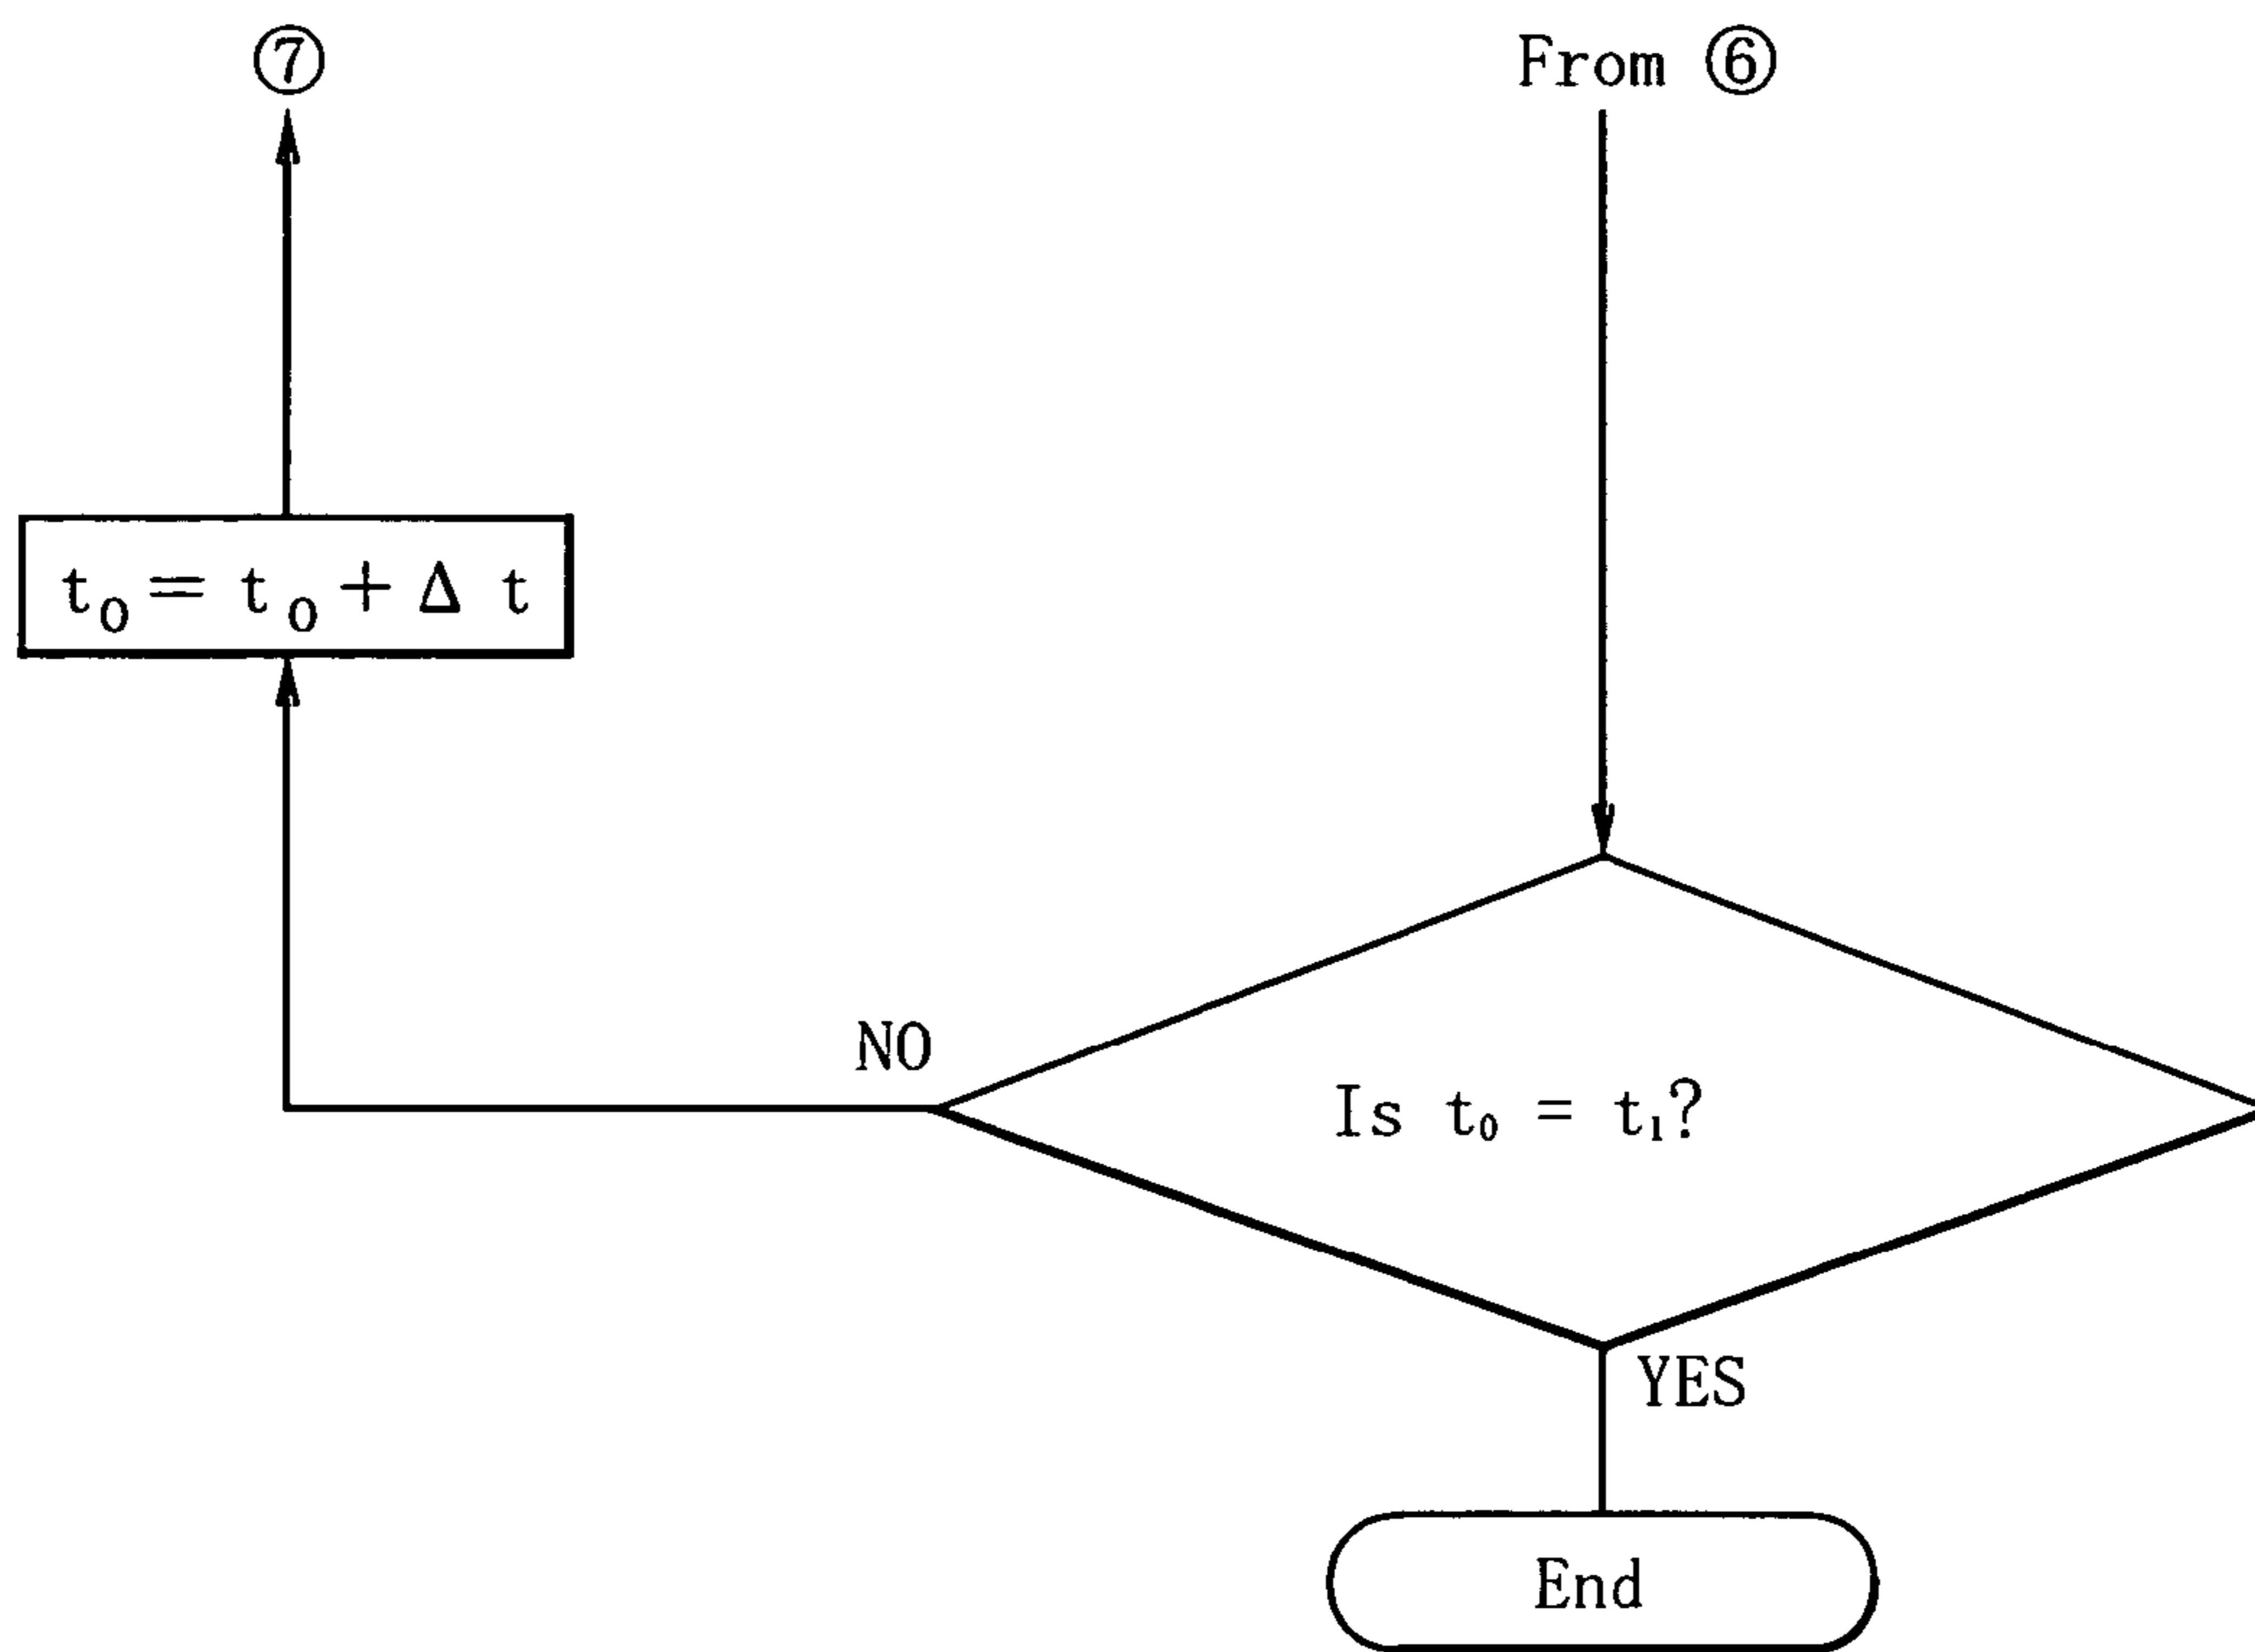 ⑦
From ⑥
t₀ = t₀ + Δ t
NO
Is t₀ = t₁?
YES
End